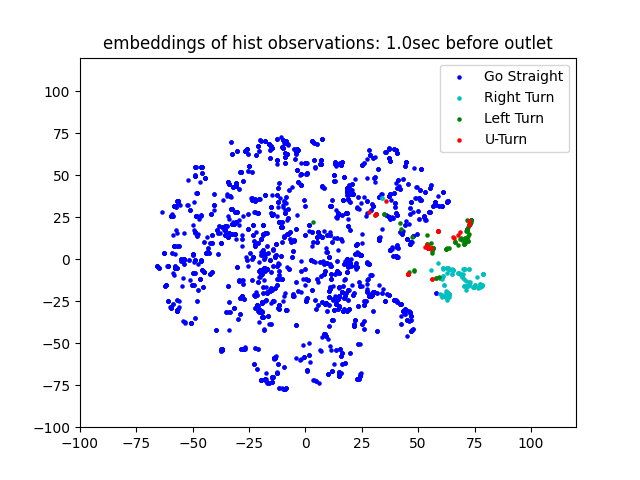 embeddings of hist observations: 1.0sec before outlet
Go Straight
Right Turn
Left Turn
U-Turn
100
75
50
25
0
−25
−50
−75
−100
−100 −75 −50 −25 0 25 50 75 100